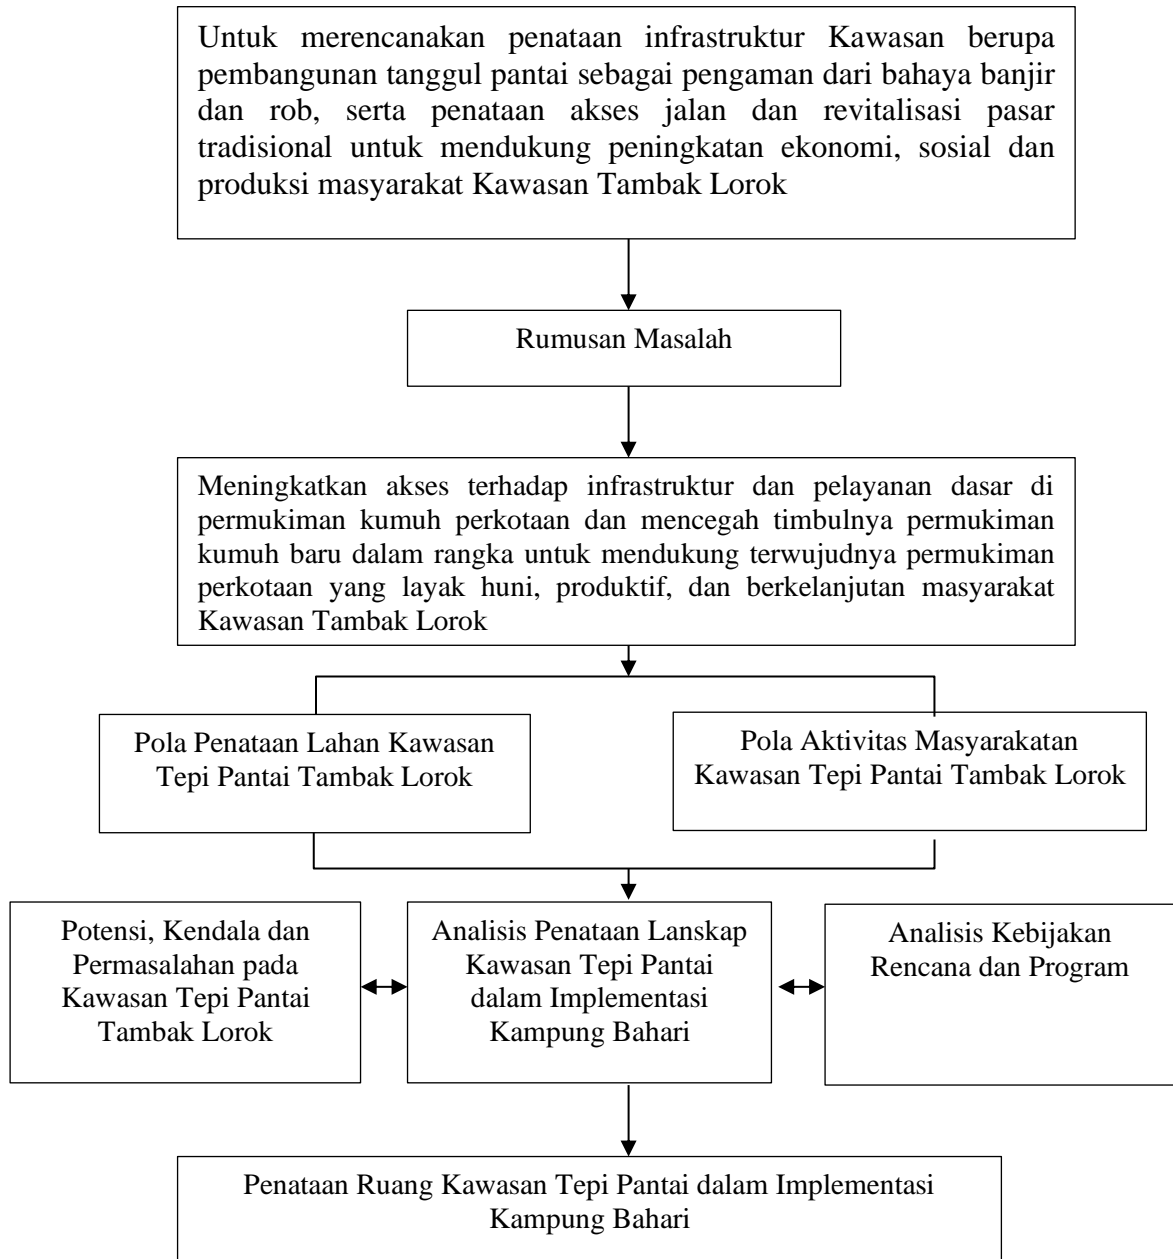 Untuk merencanakan penataan infrastruktur Kawasan berupa
pembangunan tanggul pantai sebagai pengaman dari bahaya banjir
dan rob, serta penataan akses jalan dan revitalisasi pasar
tradisional untuk mendukung peningkatan ekonomi, sosial dan
produksi masyarakat Kawasan Tambak Lorok
Rumusan Masalah
Meningkatkan akses terhadap infrastruktur dan pelayanan dasar di
permukiman kumuh perkotaan dan mencegah timbulnya permukiman
kumuh baru dalam rangka untuk mendukung terwujudnya permukiman
perkotaan yang layak huni, produktif, dan berkelanjutan masyarakat
Kawasan Tambak Lorok
Pola Penataan Lahan Kawasan
Tepi Pantai Tambak Lorok
Pola Aktivitas Masyarakatan
Kawasan Tepi Pantai Tambak Lorok
Potensi, Kendala dan
Permasalahan pada
Kawasan Tepi Pantai
Tambak Lorok
Analisis Penataan Lanskap
Kawasan Tepi Pantai
dalam Implementasi
Kampung Bahari
Analisis Kebijakan
Rencana dan Program
Penataan Ruang Kawasan Tepi Pantai dalam Implementasi
Kampung Bahari